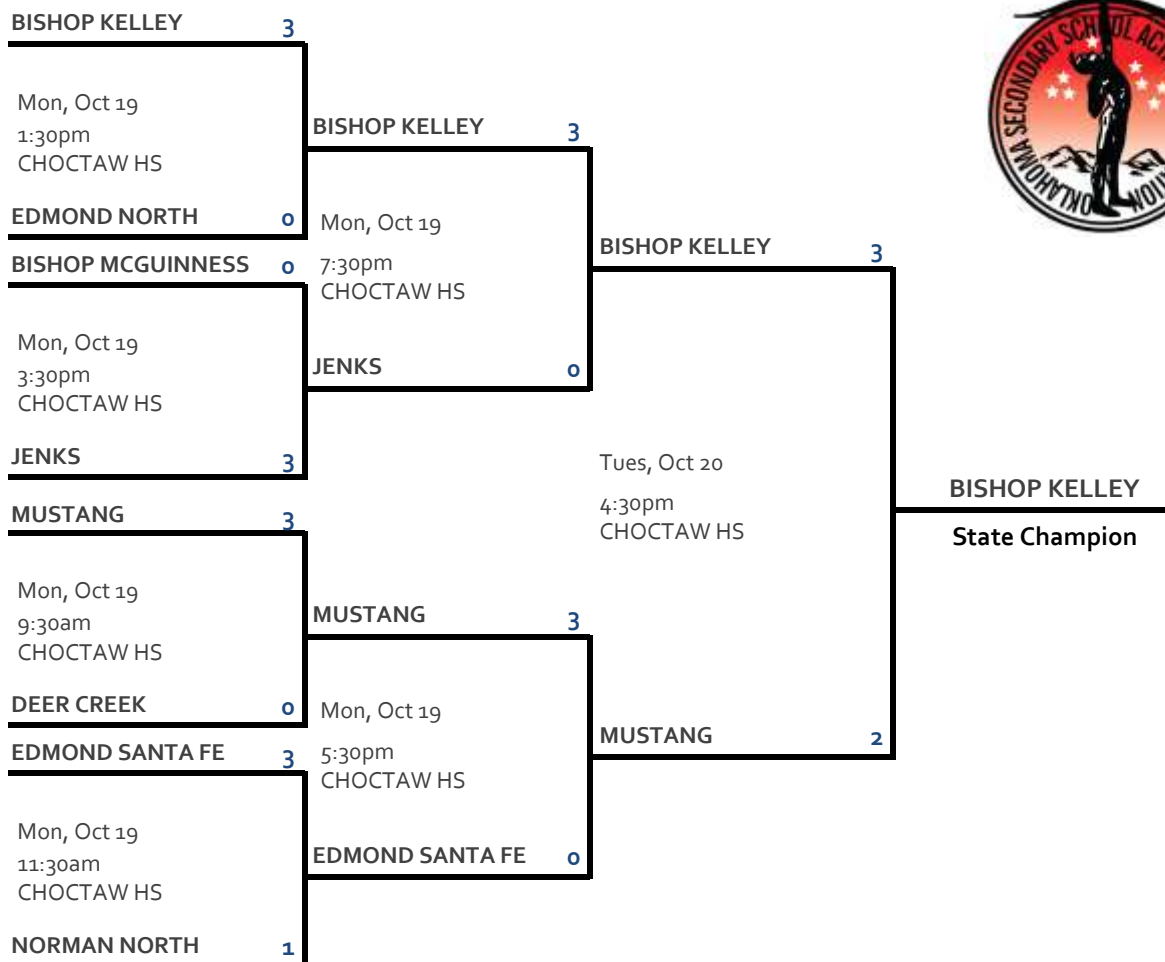 BISHOP KELLEY 3
Mon, Oct 19
1:30pm
CHOCTAW HS
EDMOND NORTH 0
BISHOP MCGUINNESS 0
Mon, Oct 19
3:30pm
CHOCTAW HS
JENKS 3
MUSTANG 3
Mon, Oct 19
9:30am
CHOCTAW HS
DEER CREEK 0
EDMOND SANTA FE 3
Mon, Oct 19
11:30am
CHOCTAW HS
NORMAN NORTH 1
BISHOP KELLEY 3
Mon, Oct 19
7:30pm
CHOCTAW HS
JENKS 0
MUSTANG 3
Mon, Oct 19
5:30pm
CHOCTAW HS
EDMOND SANTA FE 0
BISHOP KELLEY 3
Tues, Oct 20
4:30pm
CHOCTAW HS
MUSTANG 2
BISHOP KELLEY
State Champion
OKLAHOMA SECONDARY SCHOOL